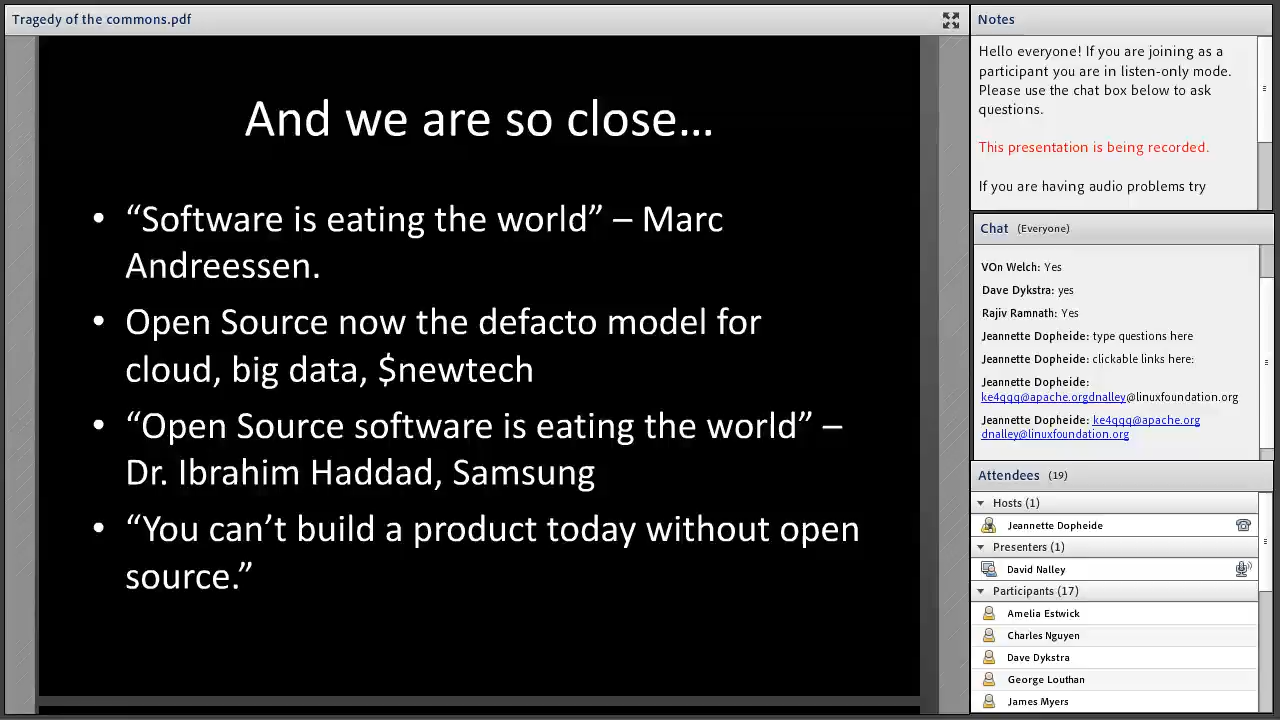 Tragedy of the commons.pdf
And we are so close…
• “Software is eating the world” – Marc
Andreessen.
• Open Source now the defacto model for
cloud, big data, $newtech
• “Open Source software is eating the world” –
Dr. Ibrahim Haddad, Samsung
• “You can’t build a product today without open
source.”
Notes
Hello everyone! If you are joining as a
participant you are in listen-only mode.
Please use the chat box below to ask
questions.
This presentation is being recorded.
If you are having audio problems try
Chat (Everyone)
VOn Welch: Yes
Dave Dykstra: yes
Rajiv Ramnath: Yes
Jeannette Dopheide: type questions here
Jeannette Dopheide: clickable links here:
Jeannette Dopheide:
ke4qqq@apache.orgdnalley@linuxfoundation.org
Jeannette Dopheide: ke4qqq@apache.org
dnalley@linuxfoundation.org
Attendees (19)
Hosts (1)
Jeannette Dopheide
Presenters (1)
David Nalley
Participants (17)
Amelia Estwick
Charles Nguyen
Dave Dykstra
George Louthan
James Myers